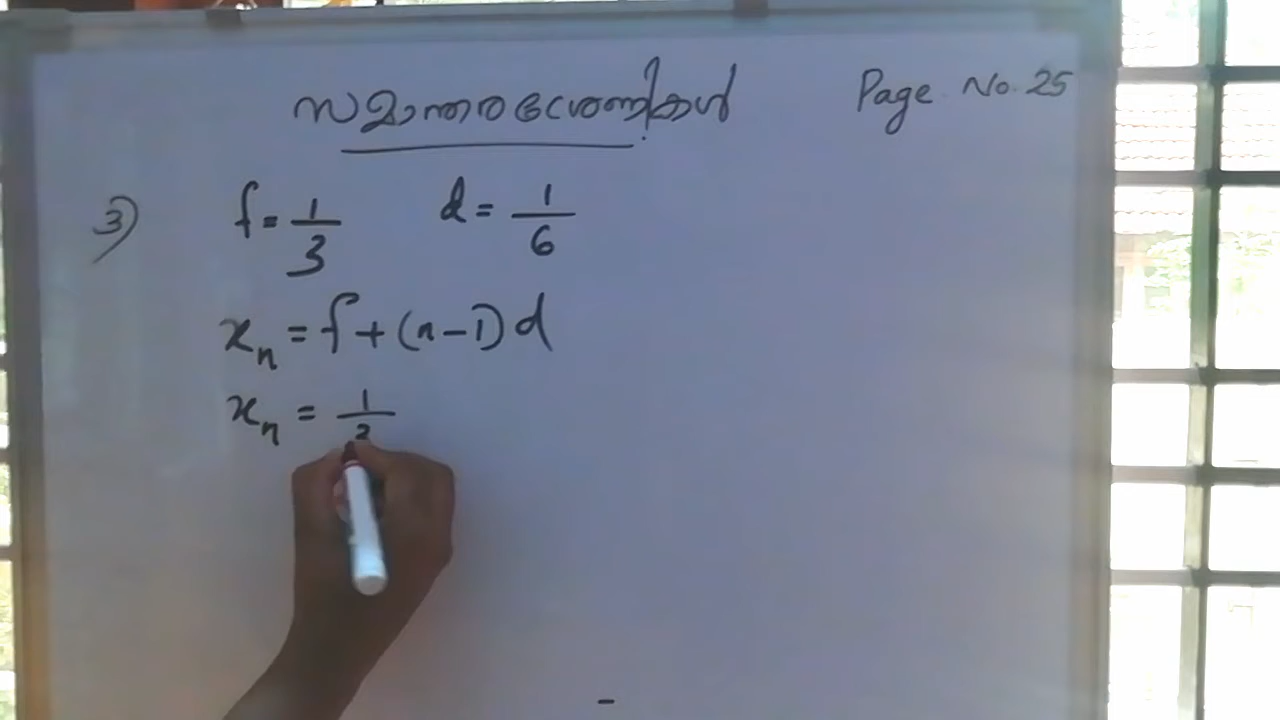 സമാന്തരശ്രേണികൾ Page No. 25
3) f = 1/3 d = 1/6
xₙ = f + (n-1) d
xₙ = 1/3